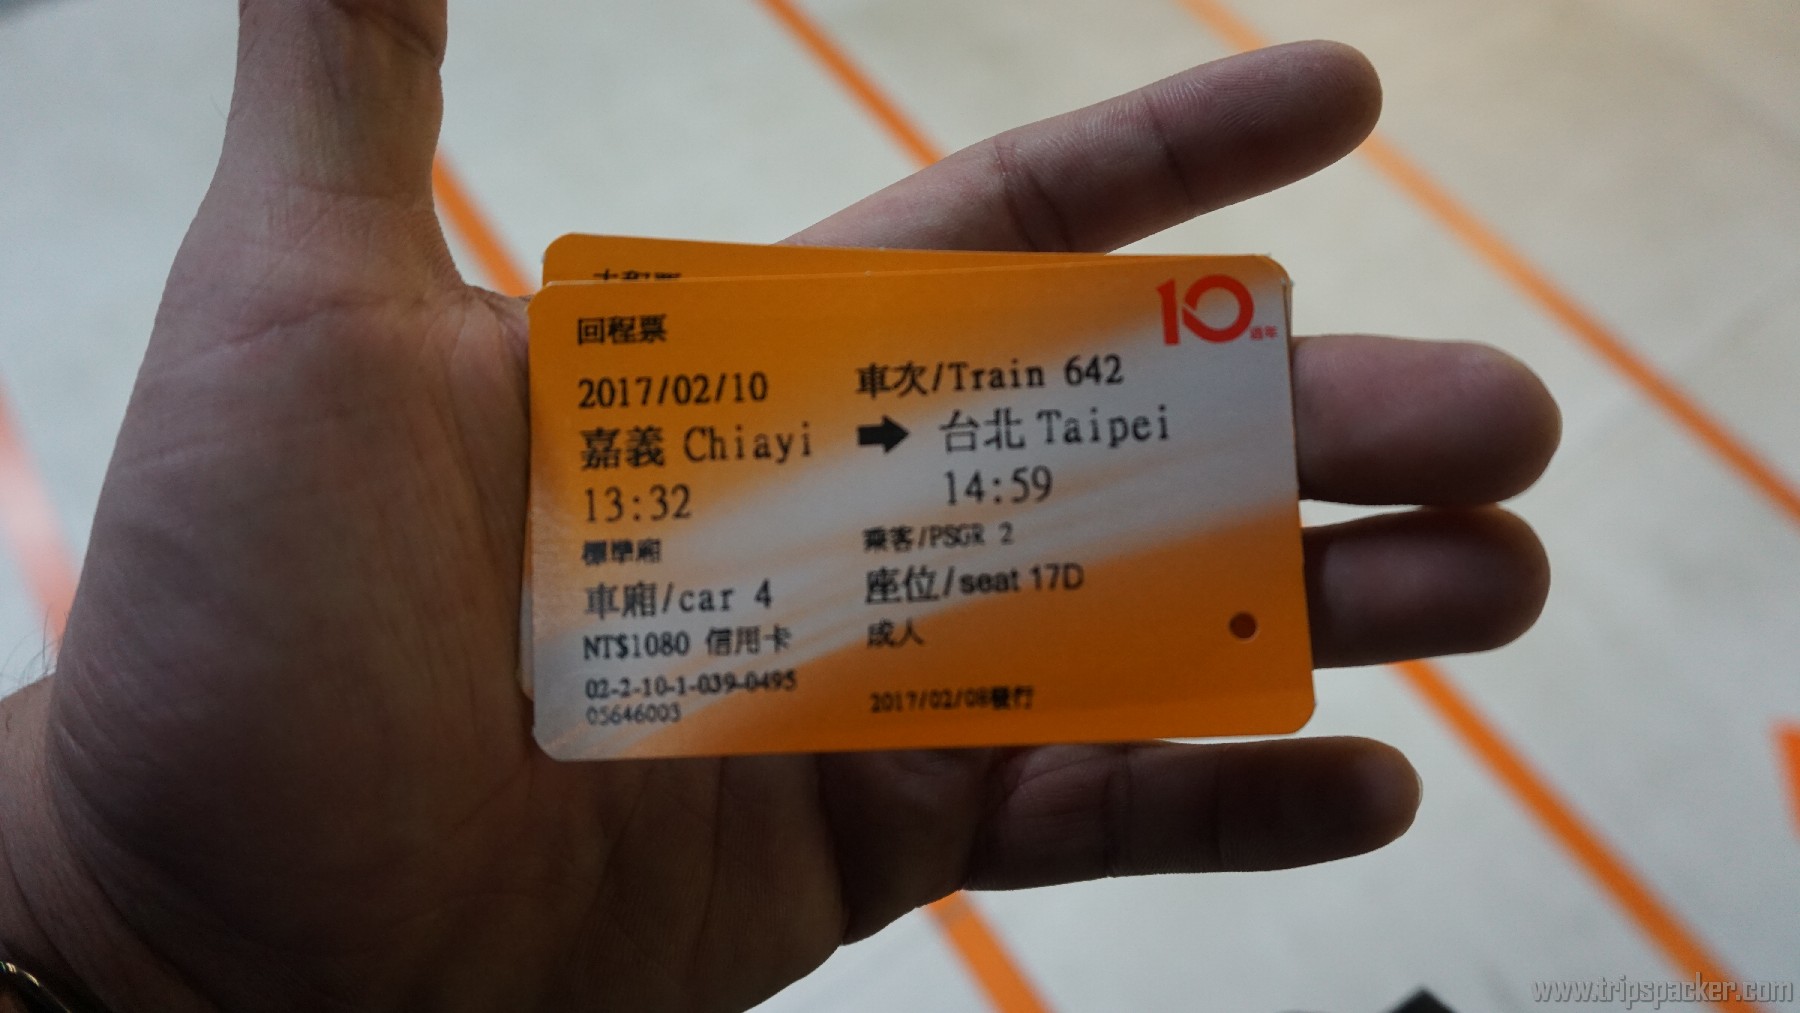 回程票
10 週年
2017/02/10 車次/Train 642
嘉義 Chiayi → 台北 Taipei
13:32 14:59
標準廂 乘客/PSGR 2
車廂/car 4 座位/seat 17D
NT$1080 信用卡 成人
02-2-10-1-039-0495
05646003 2017/02/08發行
www.tripspacker.com